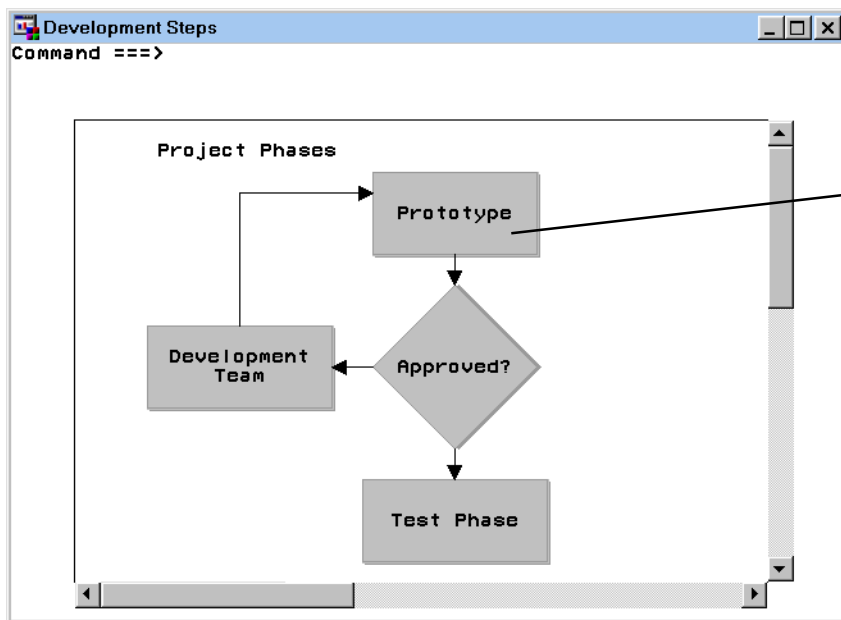 Development Steps
Command ===>
Project Phases
Prototype
Approved?
Development
Team
Test Phase